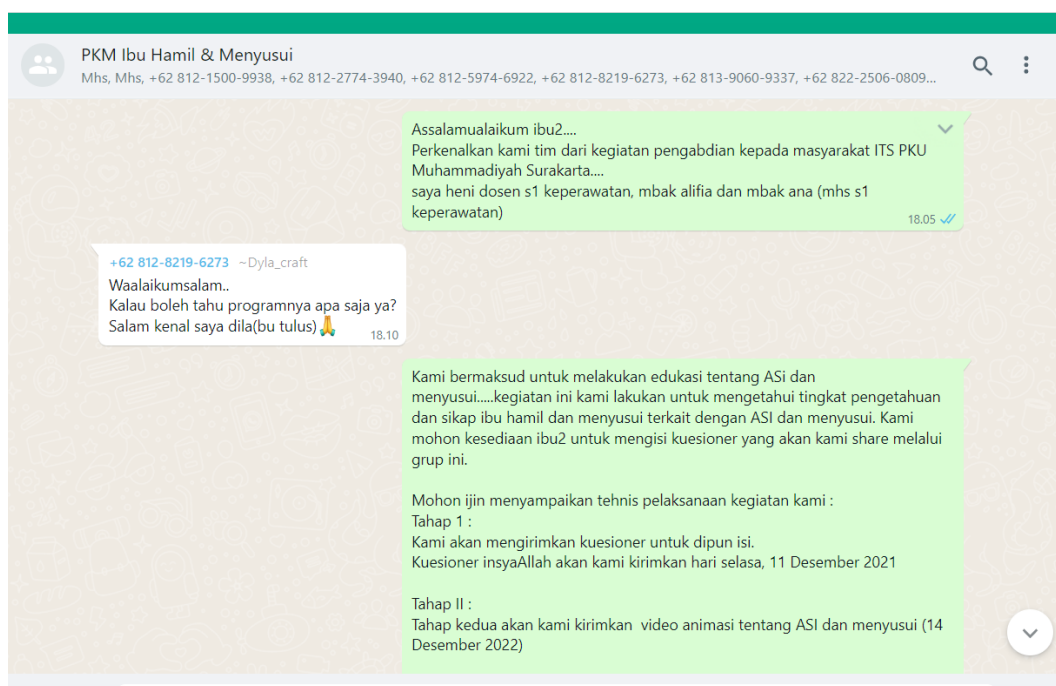 PKM Ibu Hamil & Menyusui
Mhs, Mhs, +62 812-1500-9938, +62 812-2774-3940, +62 812-5974-6922, +62 812-8219-6273, +62 813-9060-9337, +62 822-2506-0809...
Assalamualaikum ibu2....
Perkenalkan kami tim dari kegiatan pengabdian kepada masyarakat ITS PKU
Muhammadiyah Surakarta....
saya heni dosen s1 keperawatan, mbak alifia dan mbak ana (mhs s1
keperawatan)
18.05
+62 812-8219-6273 ~Dyla_craft
Waalaikumsalam..
Kalau boleh tahu programnya apa saja ya?
Salam kenal saya dila(bu tulus)🙏
18.10
Kami bermaksud untuk melakukan edukasi tentang ASi dan
menyusui.....kegiatan ini kami lakukan untuk mengetahui tingkat pengetahuan
dan sikap ibu hamil dan menyusui terkait dengan ASI dan menyusui. Kami
mohon kesediaan ibu2 untuk mengisi kuesioner yang akan kami share melalui
grup ini.
Mohon ijin menyampaikan tehnis pelaksanaan kegiatan kami :
Tahap 1 :
Kami akan mengirimkan kuesioner untuk dipun isi.
Kuesioner insyaAllah akan kami kirimkan hari selasa, 11 Desember 2021
Tahap II :
Tahap kedua akan kami kirimkan  video animasi tentang ASI dan menyusui (14
Desember 2022)